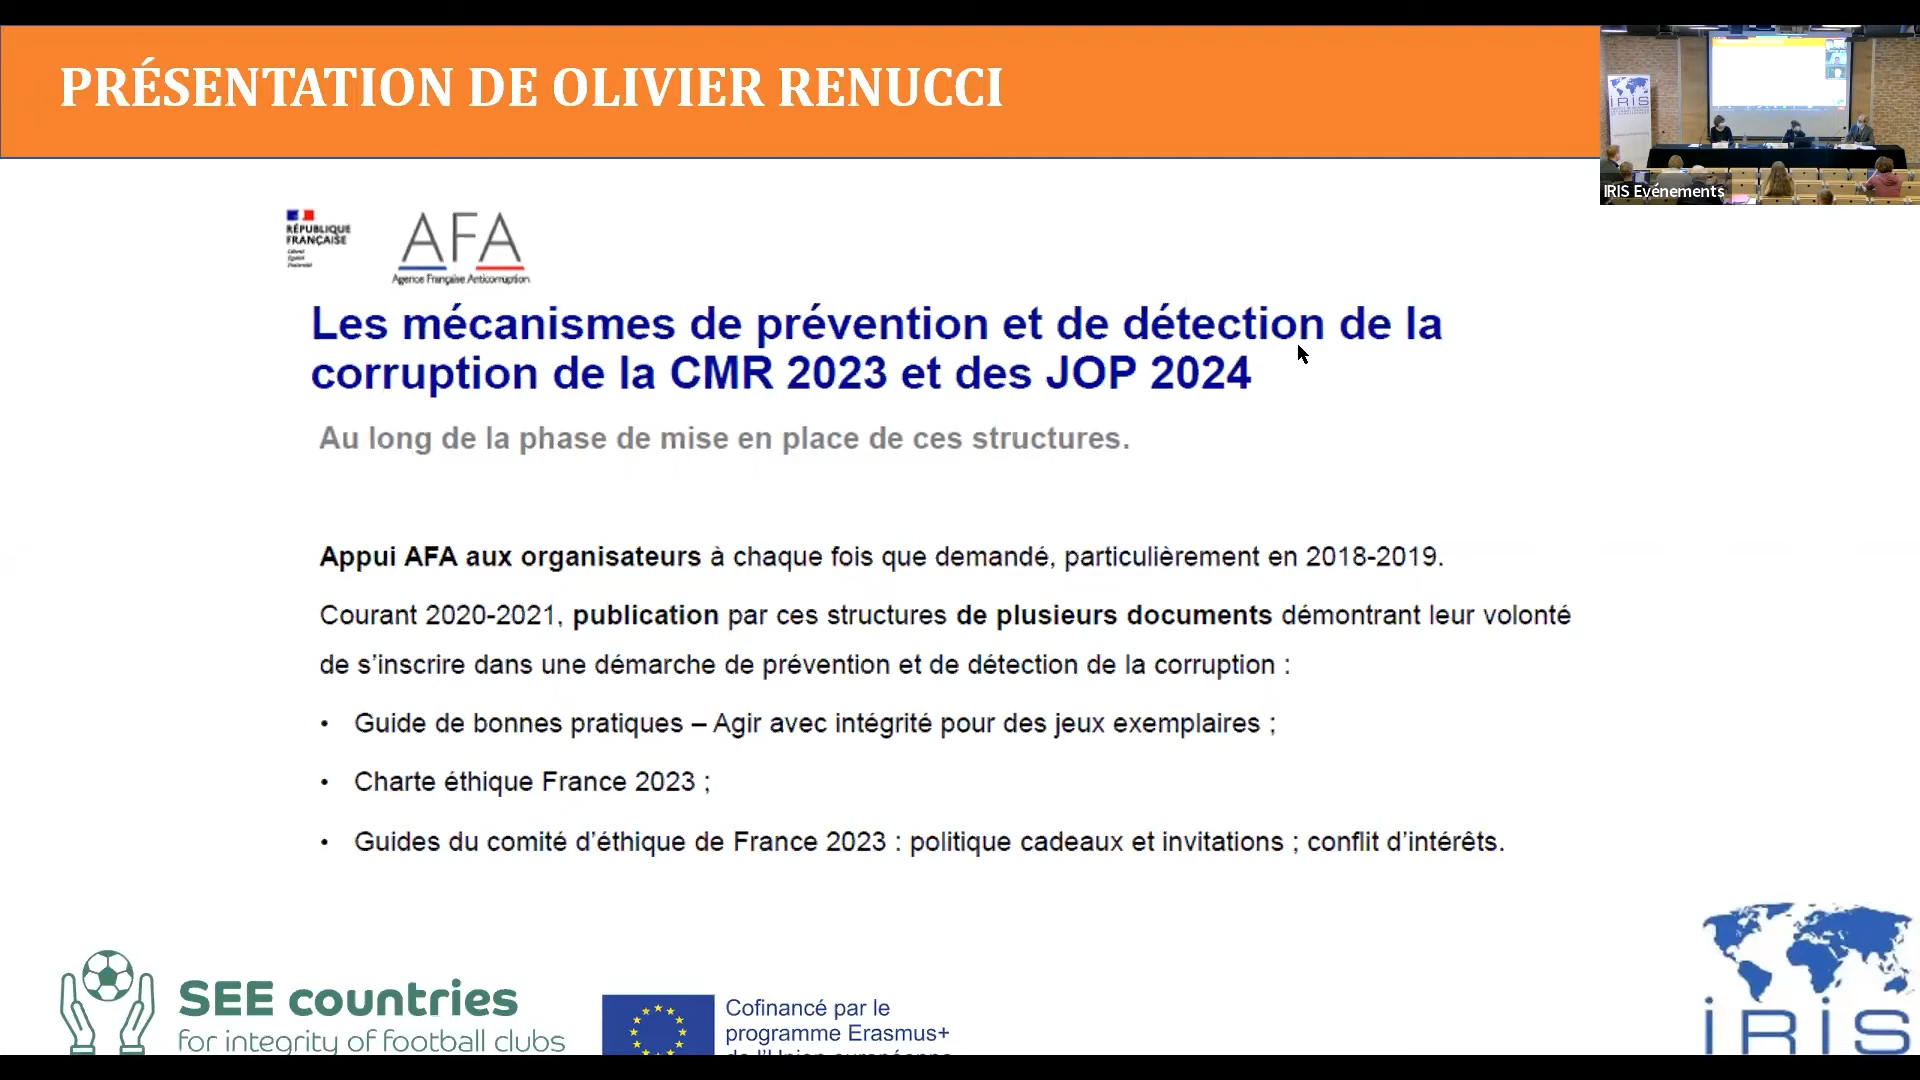 PRÉSENTATION DE OLIVIER RENUCCI
IRIS
IRIS Evénements
RÉPUBLIQUE
FRANÇAISE
Liberté
Égalité
Fraternité
AFA
Agence Française Anticorruption
Les mécanismes de prévention et de détection de la
corruption de la CMR 2023 et des JOP 2024
Au long de la phase de mise en place de ces structures.
Appui AFA aux organisateurs à chaque fois que demandé, particulièrement en 2018-2019.
Courant 2020-2021, publication par ces structures de plusieurs documents démontrant leur volonté
de s’inscrire dans une démarche de prévention et de détection de la corruption :
• Guide de bonnes pratiques – Agir avec intégrité pour des jeux exemplaires ;
• Charte éthique France 2023 ;
• Guides du comité d’éthique de France 2023 : politique cadeaux et invitations ; conflit d’intérêts.
SEE countries
for integrity of football clubs
Cofinancé par le
programme Erasmus+
de l'Union européenne
IRIS